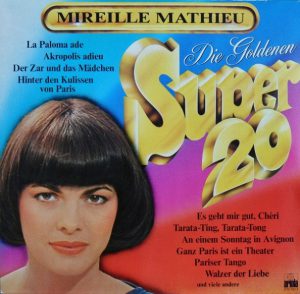 MIREILLE MATHIEU
La Paloma ade
Akropolis adieu
Der Zar und das Mädchen
Hinter den Kulissen
von Paris
Die Goldenen
Super
20
Es geht mir gut, Chéri
Tarata-Ting, Tarata-Tong
An einem Sonntag in Avignon
Ganz Paris ist ein Theater
Pariser Tango
Walzer der Liebe
und viele andere
ariola